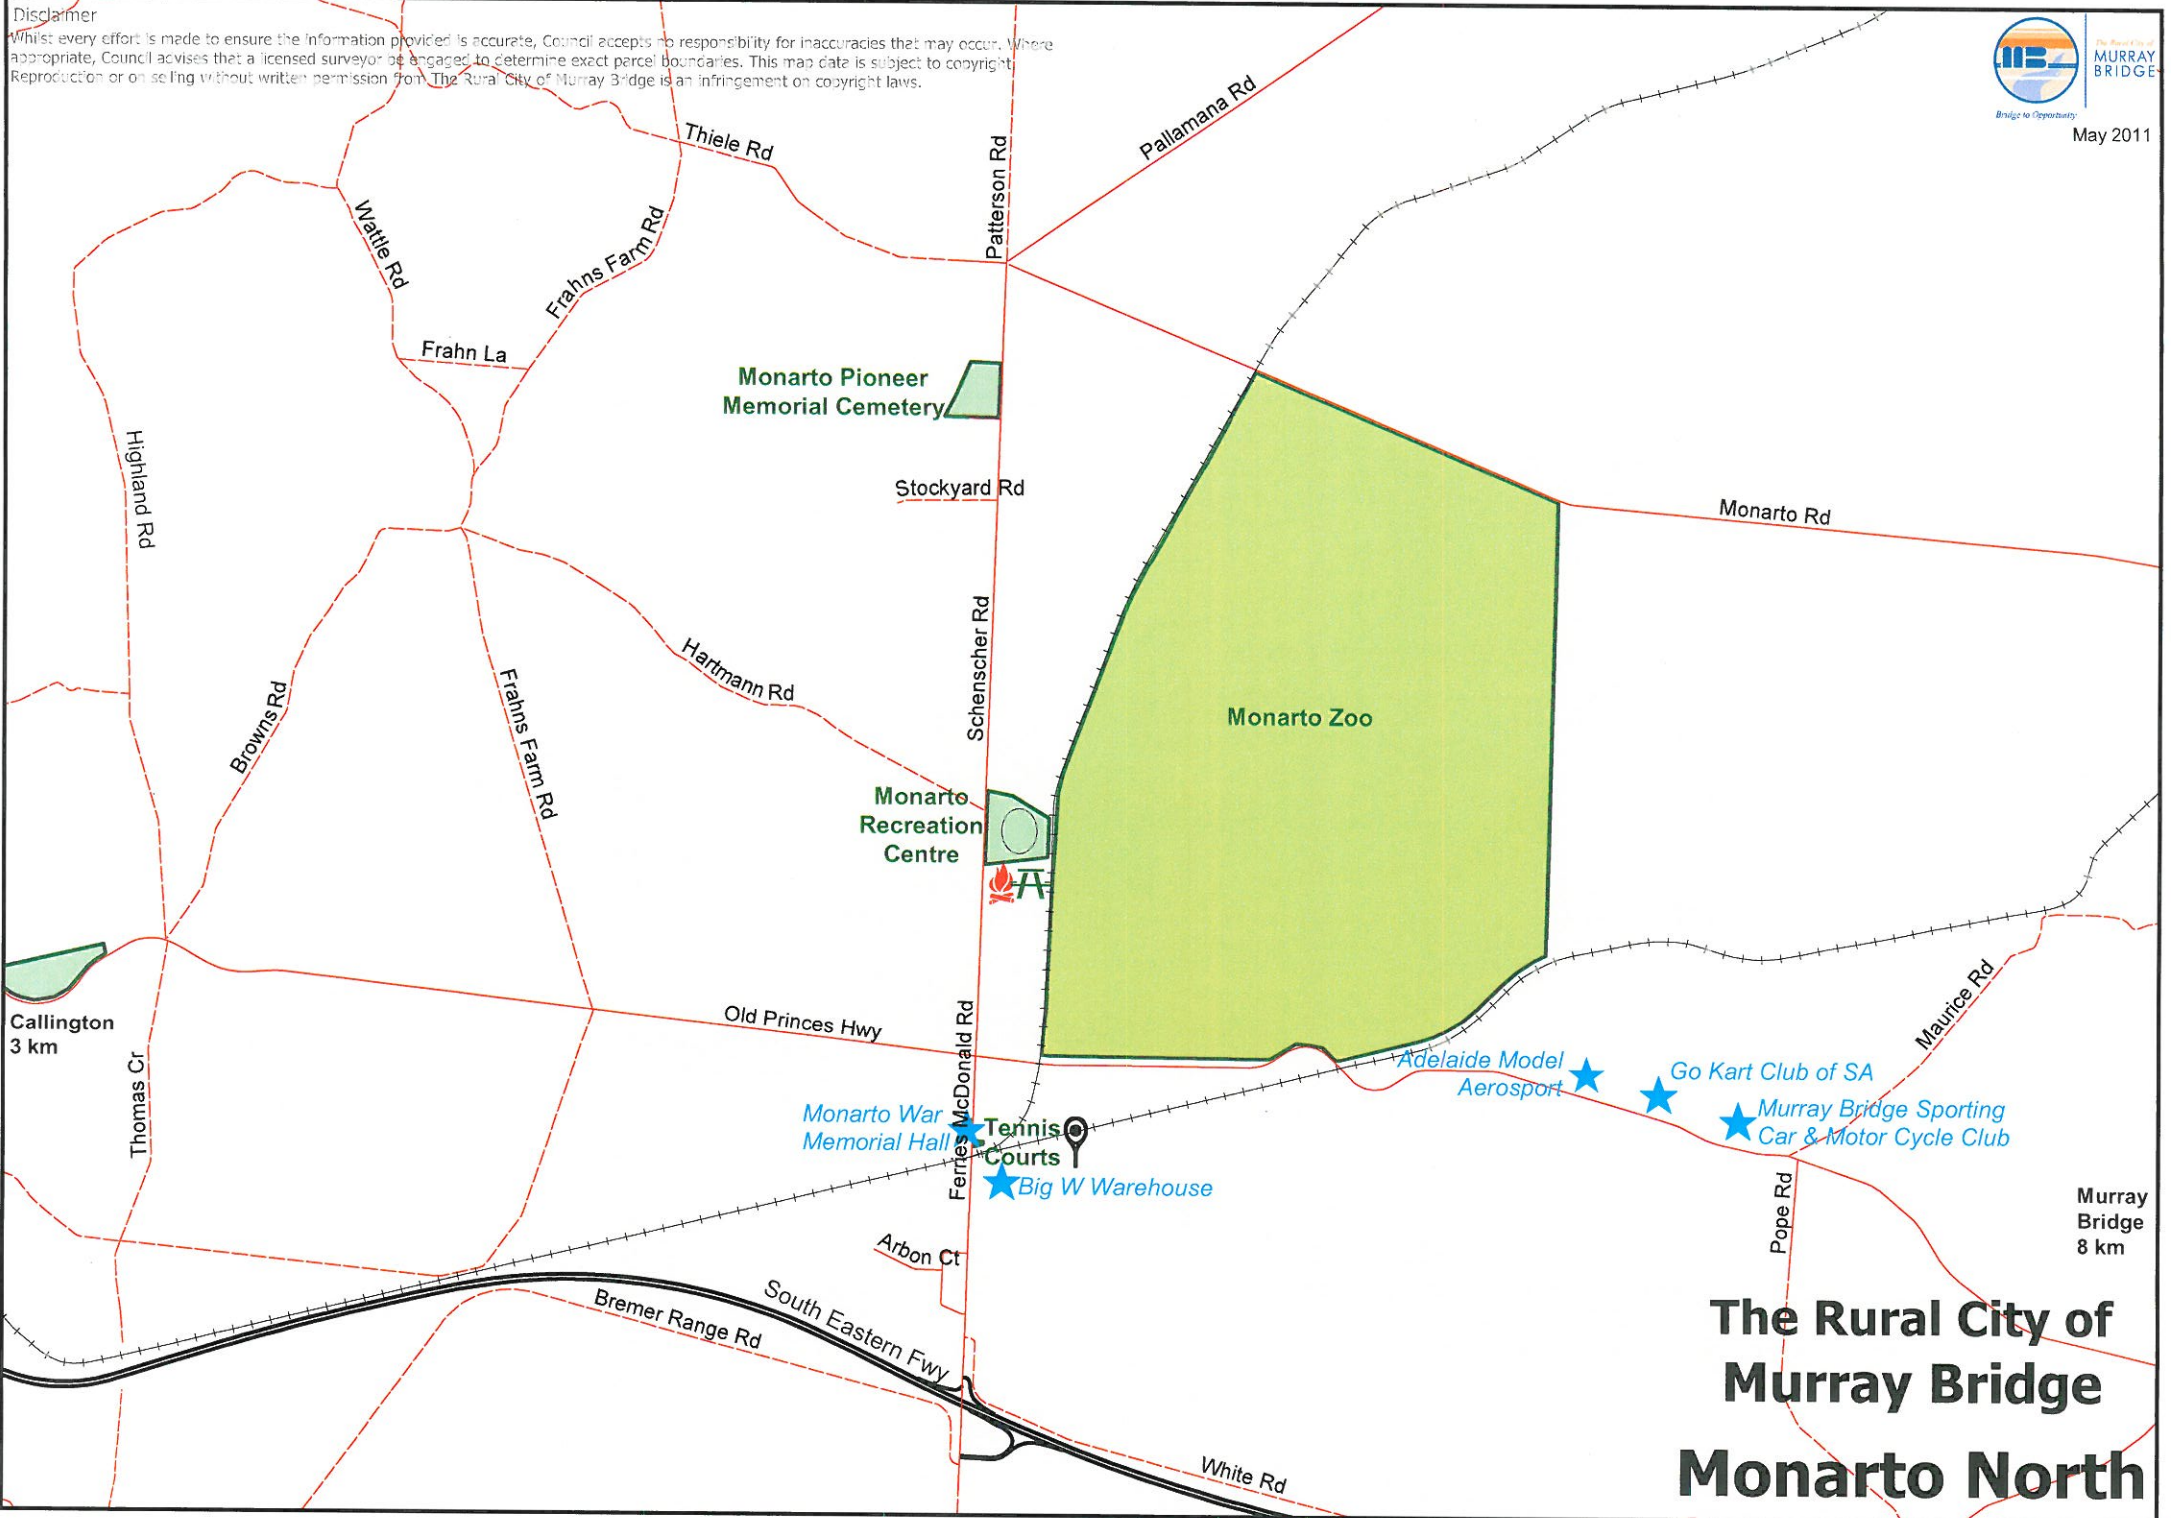 Disclaimer
Whilst every effort is made to ensure the information provided is accurate, Council accepts no responsibility for inaccuracies that may occur. Where
appropriate, Council advises that a licensed surveyor be engaged to determine exact parcel boundaries. This map data is subject to copyright
Reproduction or on selling without written permission from The Rural City of Murray Bridge is an infringement on copyright laws.
The Rural City of
MURRAY
BRIDGE
Bridge to Opportunity
May 2011
Thiele Rd
Patterson Rd
Pallamana Rd
Wattle Rd
Frahns Farm Rd
Frahn La
Monarto Pioneer
Memorial Cemetery
Highland Rd
Stockyard Rd
Monarto Rd
Schenscher Rd
Hartmann Rd
Browns Rd
Frahns Farm Rd
Monarto Zoo
Monarto
Recreation
Centre
Callington
3 km
Old Princes Hwy
Ferries McDonald Rd
Maurice Rd
Thomas Cr
Adelaide Model
Aerosport
Go Kart Club of SA
Murray Bridge Sporting
Car & Motor Cycle Club
Monarto War
Memorial Hall
Tennis
Courts
Big W Warehouse
Pope Rd
Murray
Bridge
8 km
Arbon Ct
South Eastern Fwy
Bremer Range Rd
White Rd
The Rural City of
Murray Bridge
Monarto North